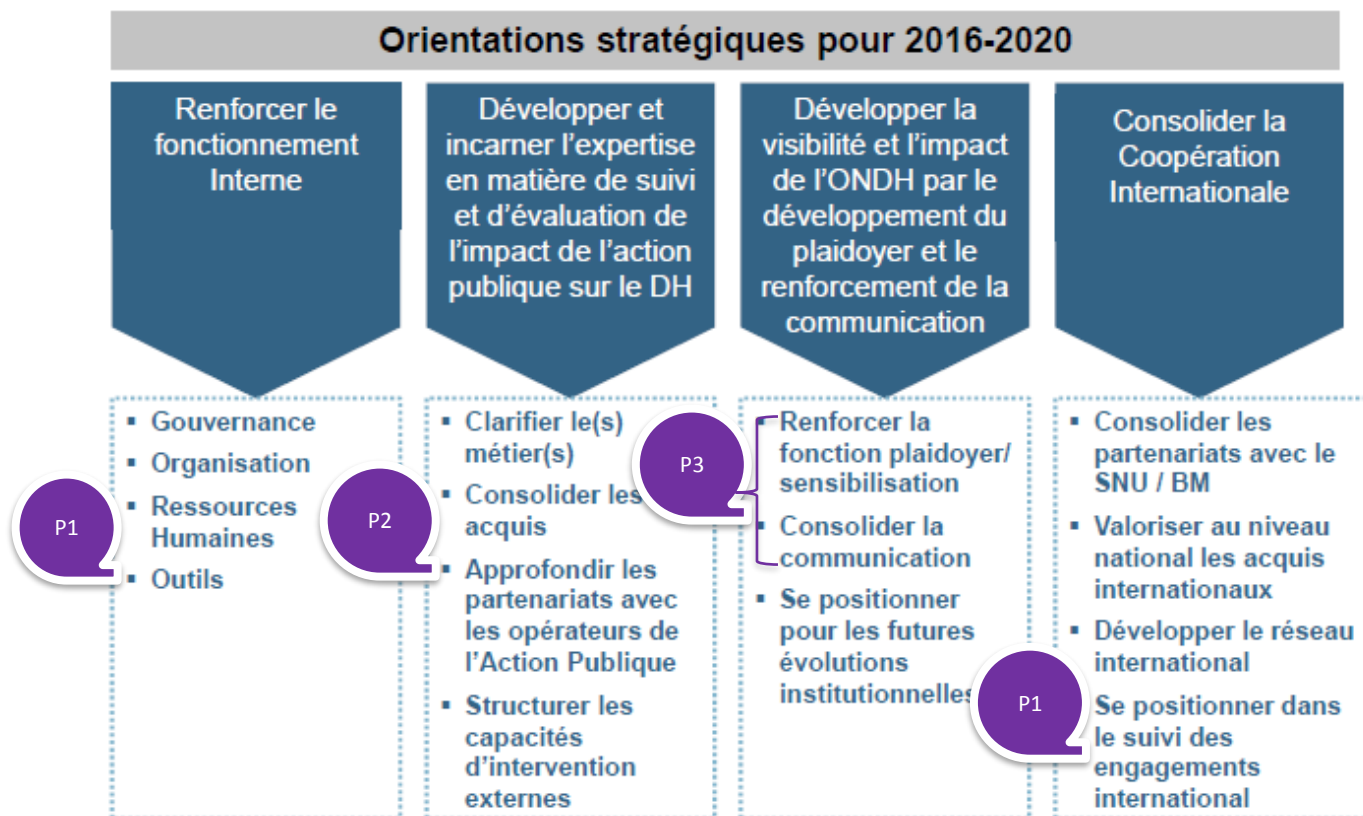 Orientations stratégiques pour 2016-2020
Renforcer le
fonctionnement
Interne
Développer et
incarner l’expertise
en matière de suivi
et d’évaluation de
l’impact de l’action
publique sur le DH
Développer la
visibilité et l’impact
de l’ONDH par le
développement du
plaidoyer et le
renforcement de la
communication
Consolider la
Coopération
Internationale
▪ Gouvernance
▪ Organisation
▪ Ressources
Humaines
▪ Outils
P1
▪ Clarifier le(s)
métier(s)
▪ Consolider les
acquis
▪ Approfondir les
partenariats avec
les opérateurs de
l’Action Publique
▪ Structurer les
capacités
d’intervention
externes
P2
▪ Renforcer la
fonction plaidoyer/
sensibilisation
▪ Consolider la
communication
▪ Se positionner
pour les futures
évolutions
institutionnelles
P3
▪ Consolider les
partenariats avec le
SNU / BM
▪ Valoriser au niveau
national les acquis
internationaux
▪ Développer le réseau
international
Se positionner dans
le suivi des
engagements
international
P1